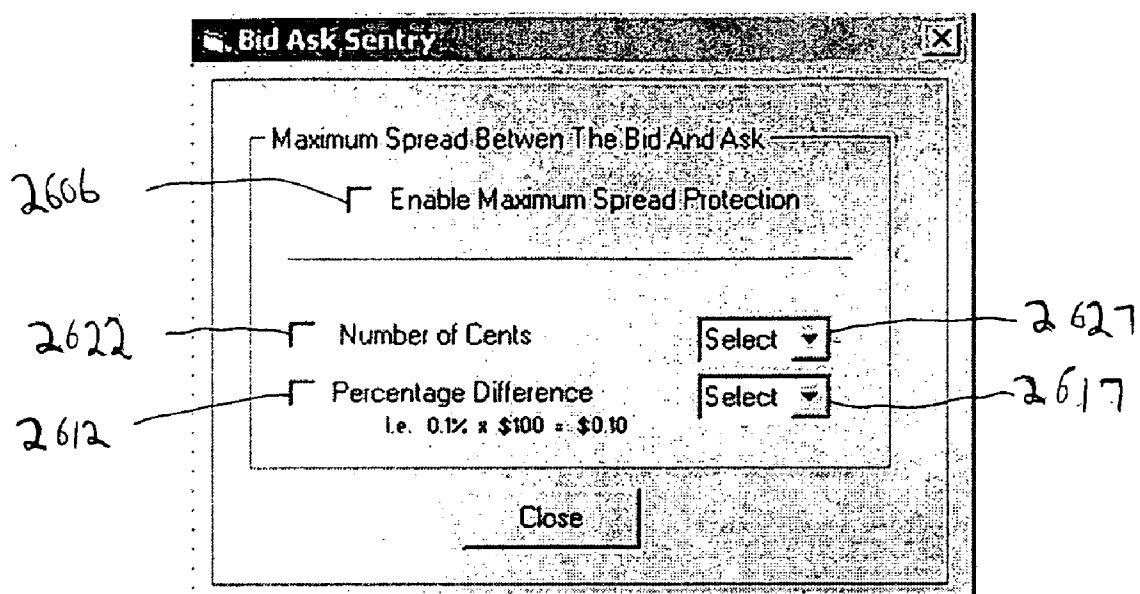 Bid Ask Sentry
Maximum Spread Betwen The Bid And Ask
2606
Enable Maximum Spread Protection
2622
Number of Cents
Select
2627
2612
Percentage Difference
Select
2617
i.e. 0.1% x $100 = $0.10
Close